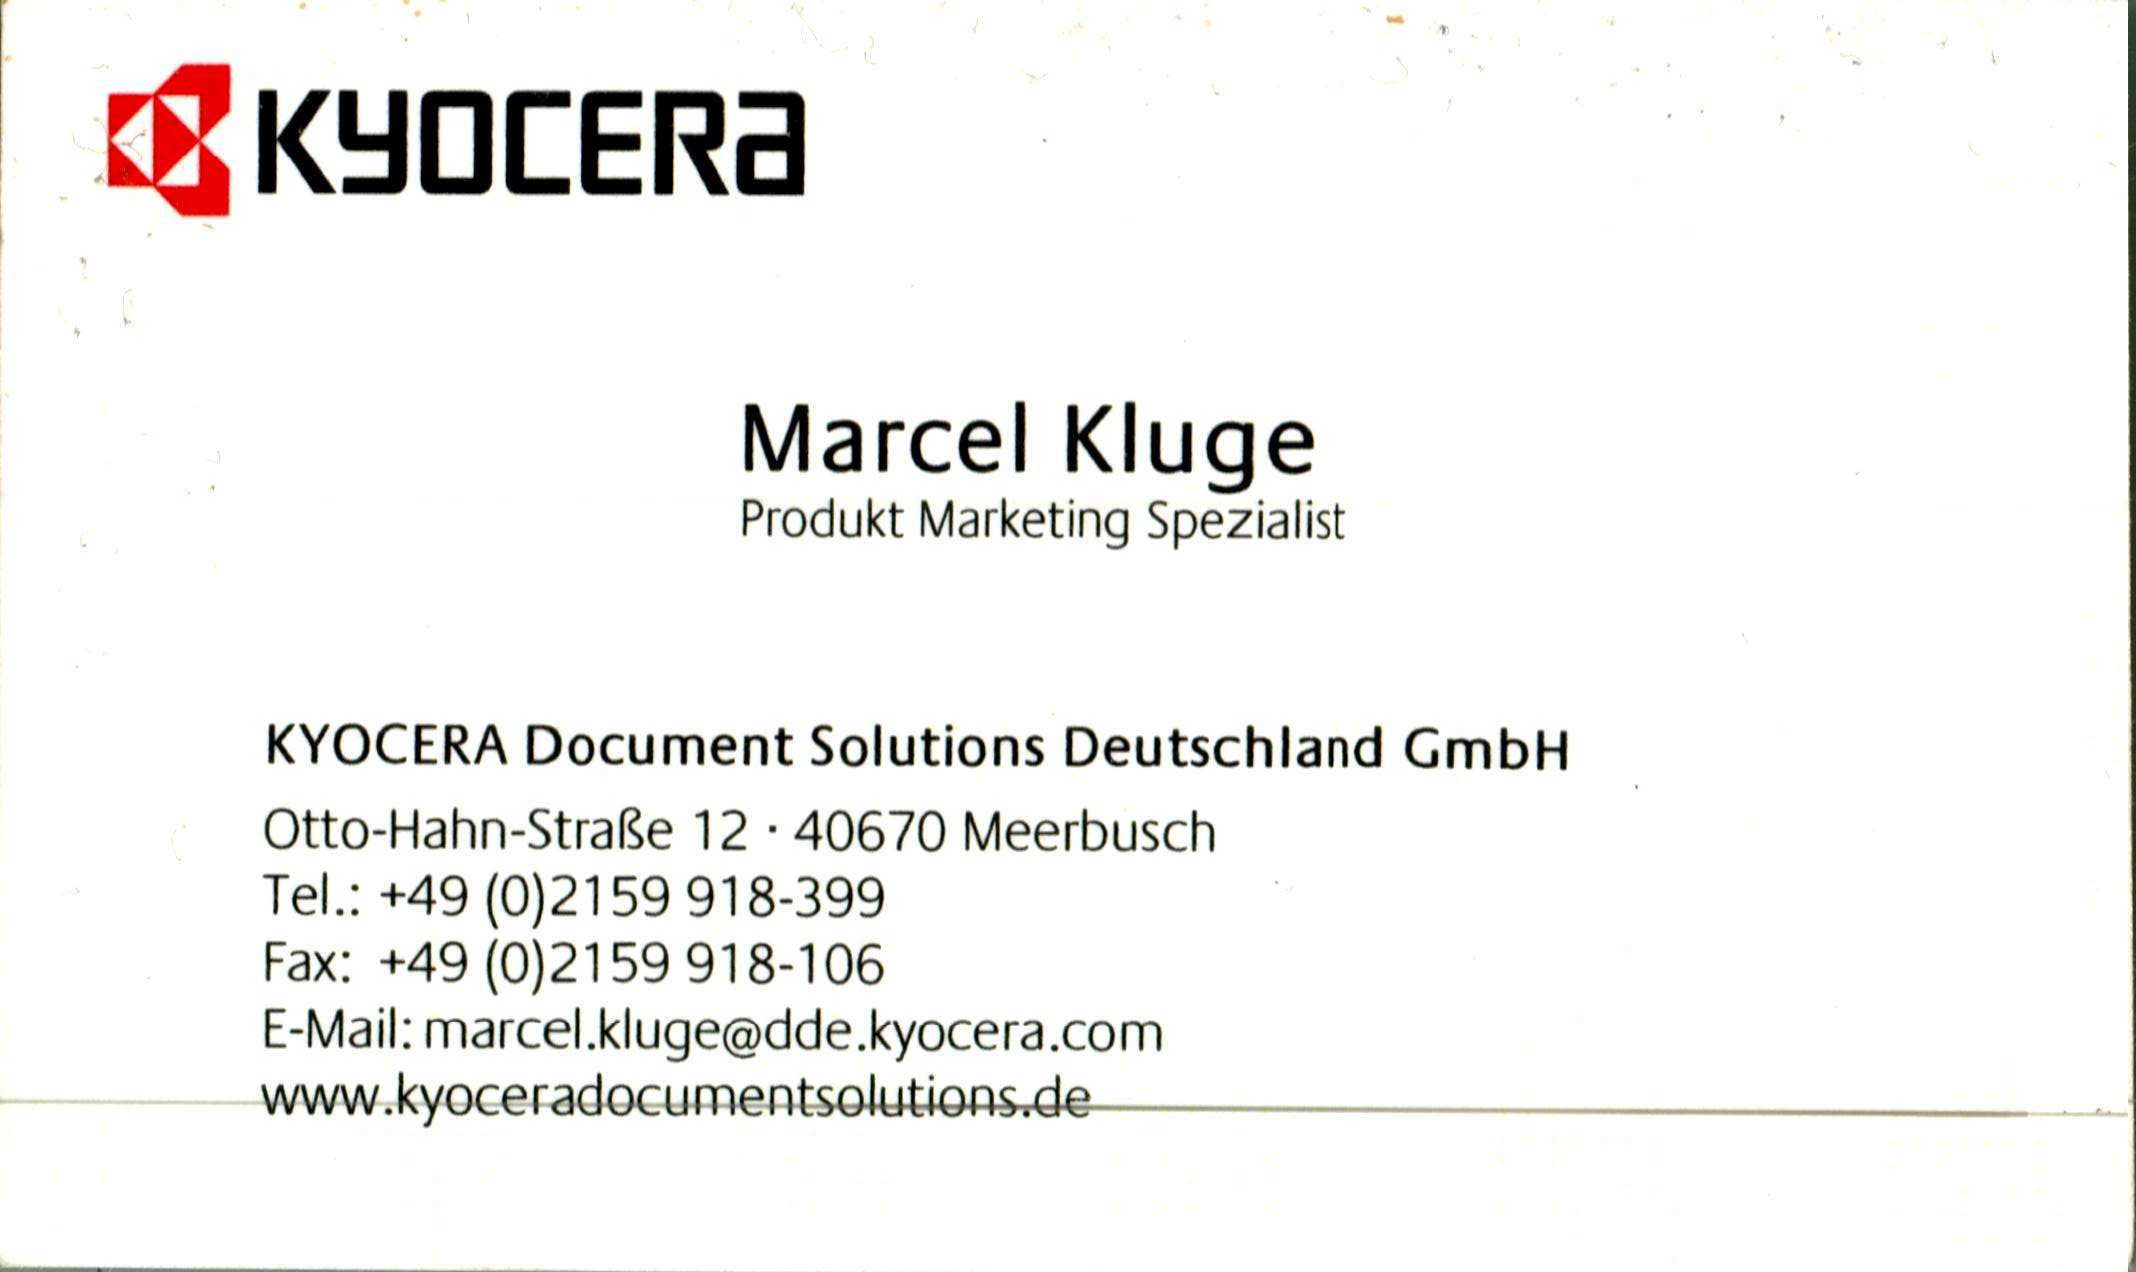 KYOCERA
Marcel Kluge
Produkt Marketing Spezialist
KYOCERA Document Solutions Deutschland GmbH
Otto-Hahn-Straße 12 · 40670 Meerbusch
Tel.: +49 (0)2159 918-399
Fax: +49 (0)2159 918-106
E-Mail: marcel.kluge@dde.kyocera.com
www.kyoceradocumentsolutions.de